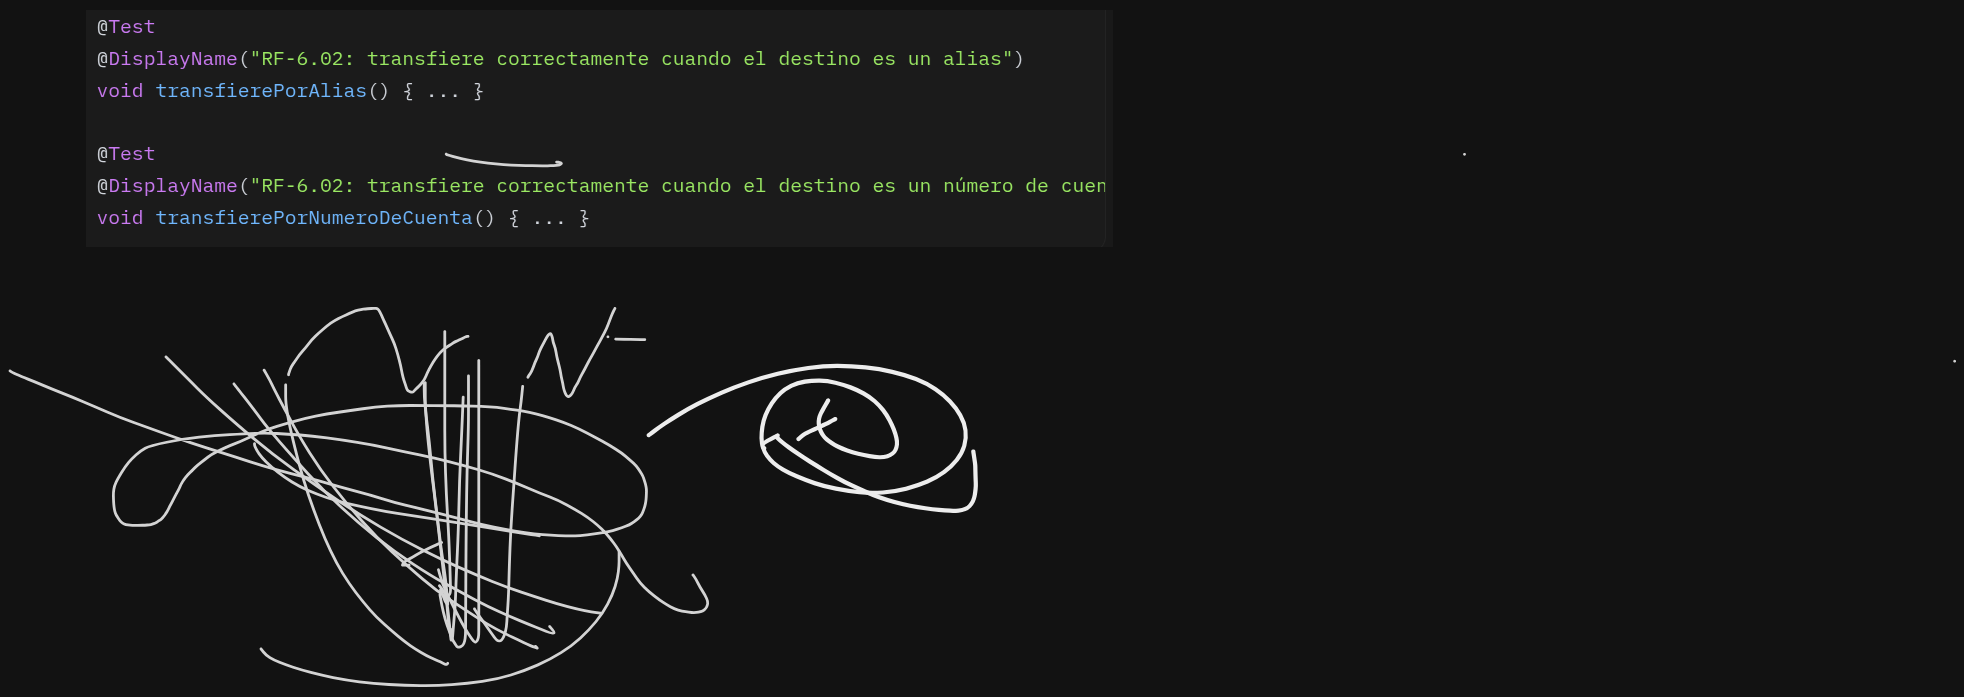 @Test
@DisplayName("RF-6.02: transfiere correctamente cuando el destino es un alias")
void transfierePorAlias() { ... }
@Test
@DisplayName("RF-6.02: transfiere correctamente cuando el destino es un número de cuen
void transfierePorNumeroDeCuenta() { ... }